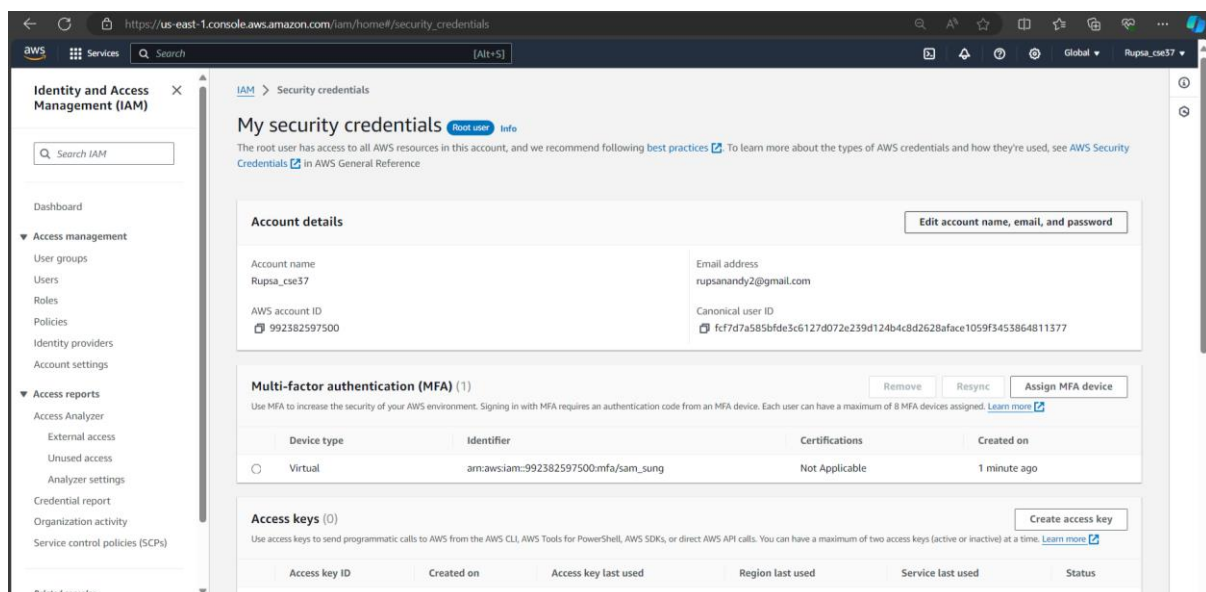 https://us-east-1.console.aws.amazon.com/iam/home#/security_credentials
aws Services Search [Alt+S] Global Rupsa_cse37
Identity and Access
Management (IAM)
Search IAM
Dashboard
Access management
User groups
Users
Roles
Policies
Identity providers
Account settings
Access reports
Access Analyzer
External access
Unused access
Analyzer settings
Credential report
Organization activity
Service control policies (SCPs)
IAM > Security credentials
My security credentials Root user Info
The root user has access to all AWS resources in this account, and we recommend following best practices. To learn more about the types of AWS credentials and how they're used, see AWS Security
Credentials in AWS General Reference
Account details Edit account name, email, and password
Account name Email address
Rupsa_cse37 rupsanandy2@gmail.com
AWS account ID Canonical user ID
992382597500 fcf7d7a585bfde3c6127d072e239d124b4c8d2628aface1059f3453864811377
Multi-factor authentication (MFA) (1) Remove Resync Assign MFA device
Use MFA to increase the security of your AWS environment. Signing in with MFA requires an authentication code from an MFA device. Each user can have a maximum of 8 MFA devices assigned. Learn more
Device type Identifier Certifications Created on
Virtual arn:aws:iam::992382597500:mfa/sam_sung Not Applicable 1 minute ago
Access keys (0) Create access key
Use access keys to send programmatic calls to AWS from the AWS CLI, AWS Tools for PowerShell, AWS SDKs, or direct AWS API calls. You can have a maximum of two access keys (active or inactive) at a time. Learn more
Access key ID Created on Access key last used Region last used Service last used Status